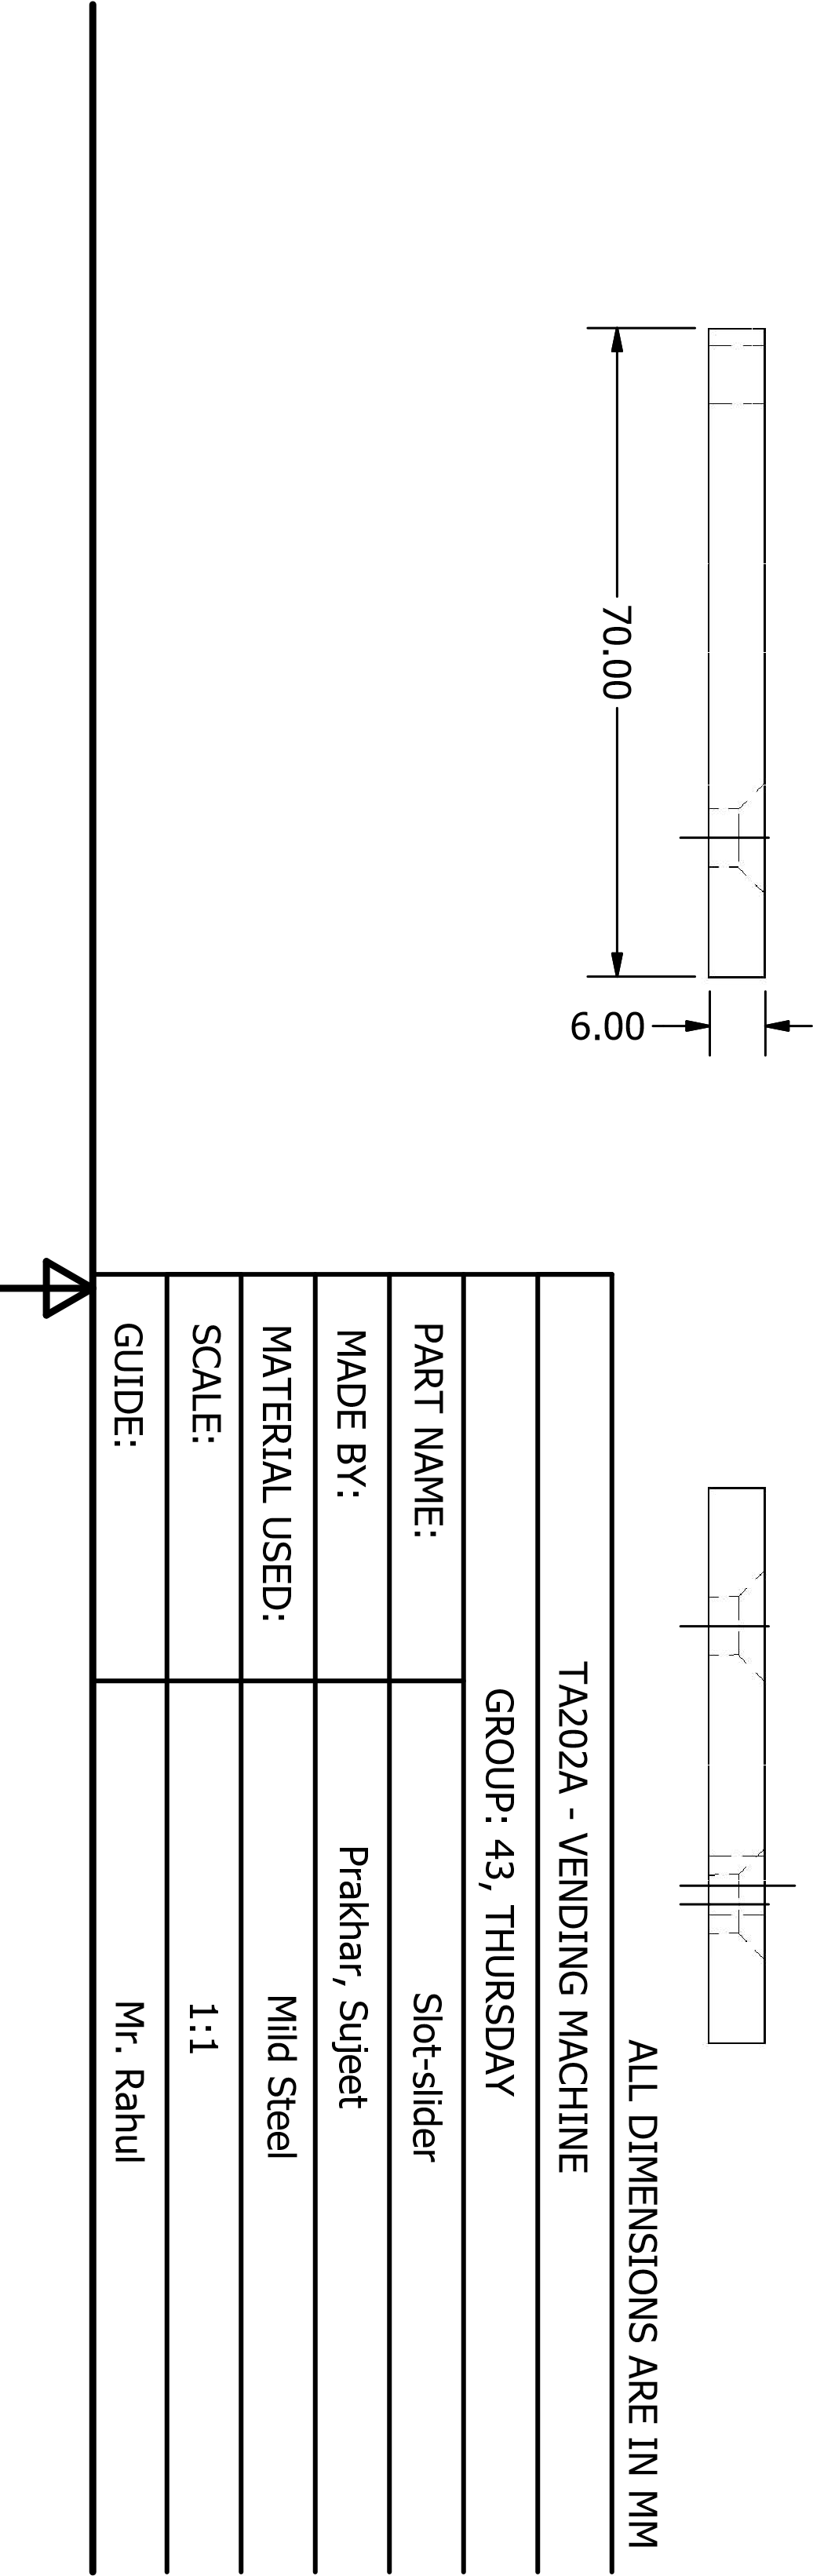 70.00
6.00
ALL DIMENSIONS ARE IN MM
TA202A - VENDING MACHINE
GROUP: 43, THURSDAY
PART NAME: Slot-slider
MADE BY: Prakhar, Sujeet
MATERIAL USED: Mild Steel
SCALE: 1:1
GUIDE: Mr. Rahul